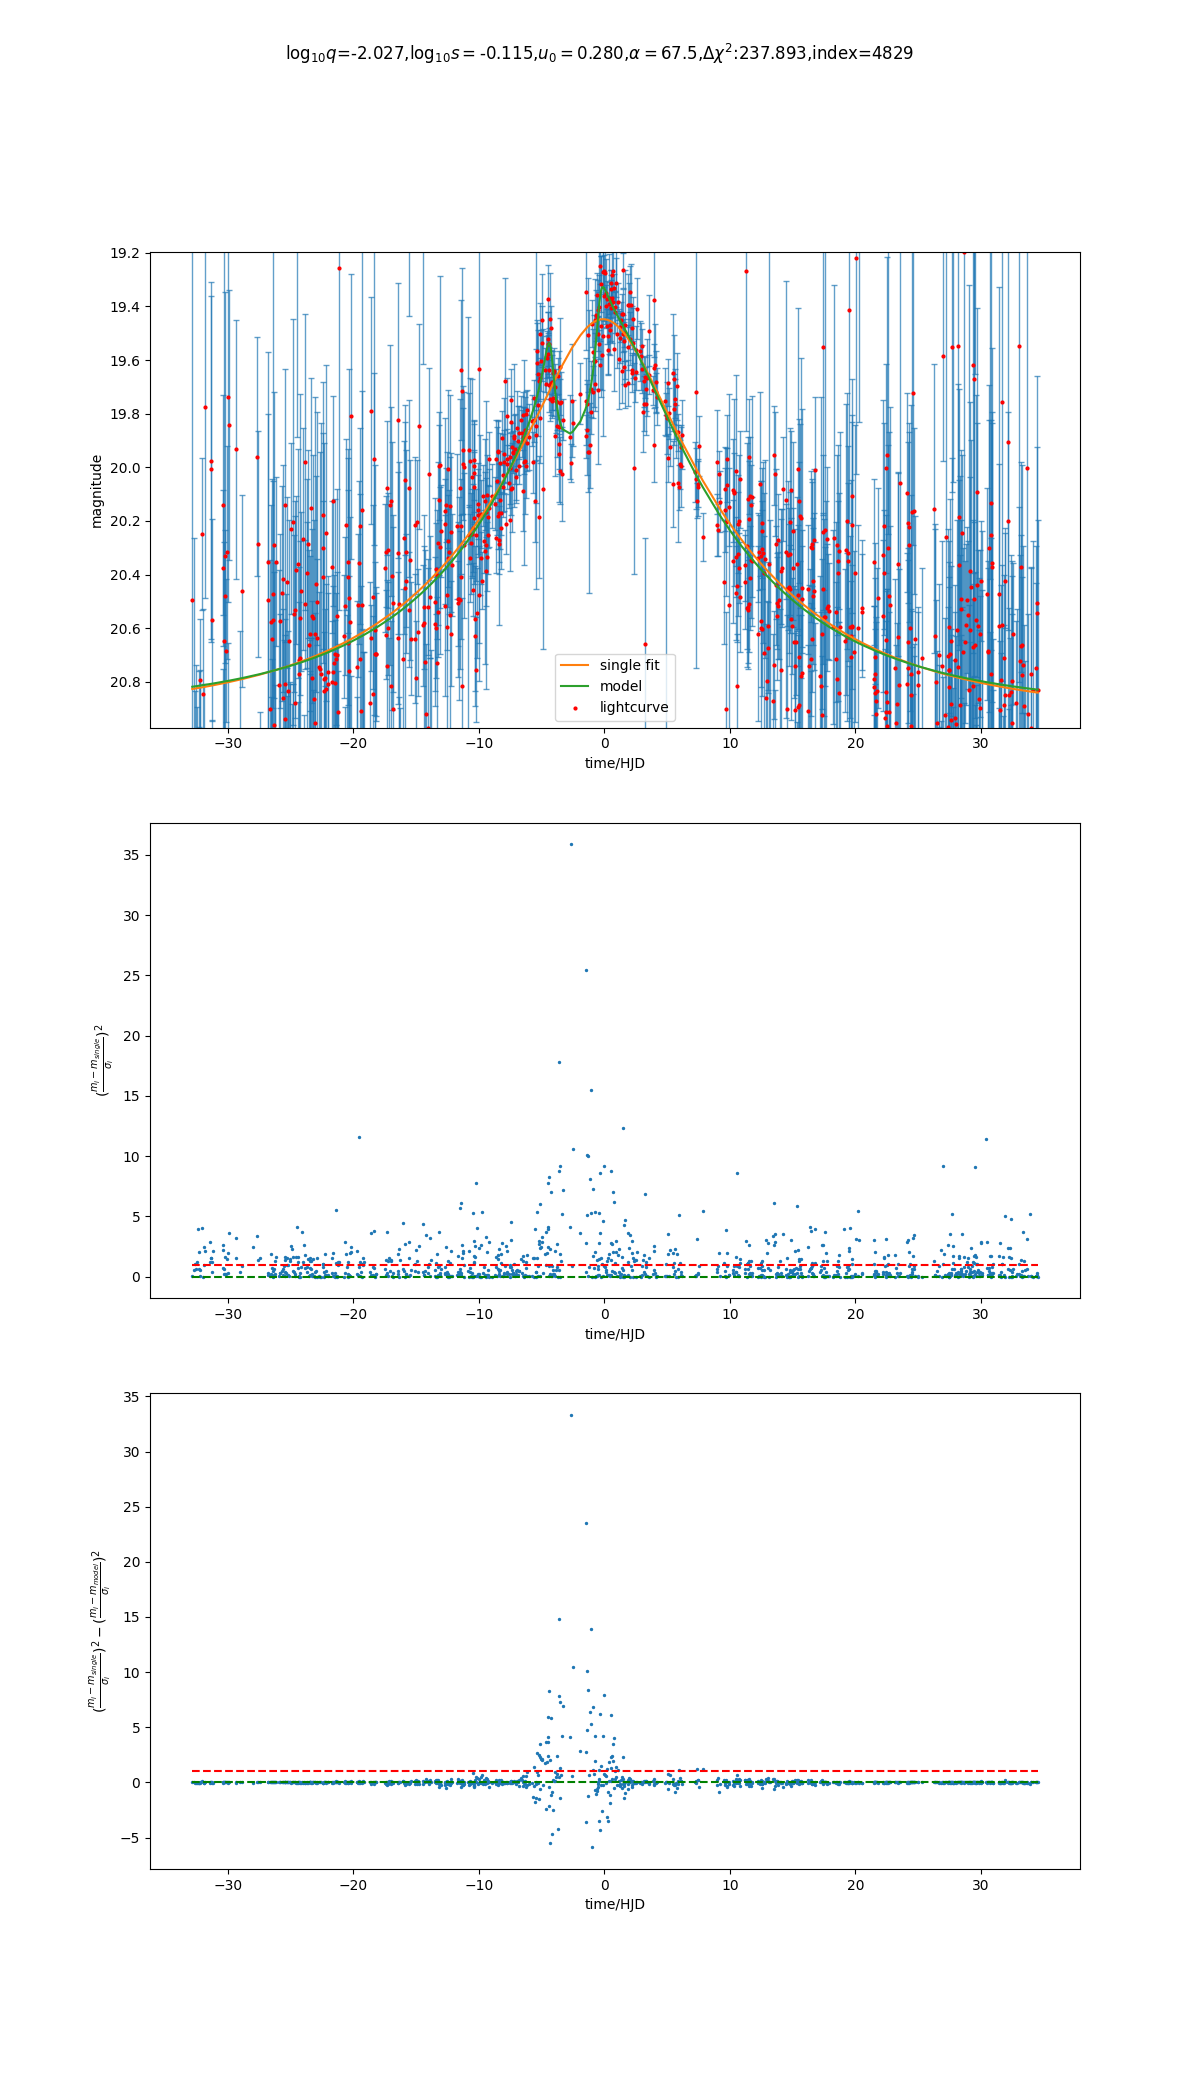 log₁₀q=-2.027,log₁₀s = -0.115,u₀ = 0.280,α = 67.5,Δχ²:237.893,index=4829
19.2
19.4
19.6
19.8
20.0
20.2
20.4
20.6
20.8
magnitude
single fit
model
lightcurve
−30 −20 −10 0 10 20 30
time/HJD
35
30
25
20
15
10
5
0
(mᵢ − m_single / σᵢ)²
−30 −20 −10 0 10 20 30
time/HJD
35
30
25
20
15
10
5
0
−5
(mᵢ − m_single / σᵢ)² − (mᵢ − m_model / σᵢ)²
−30 −20 −10 0 10 20 30
time/HJD